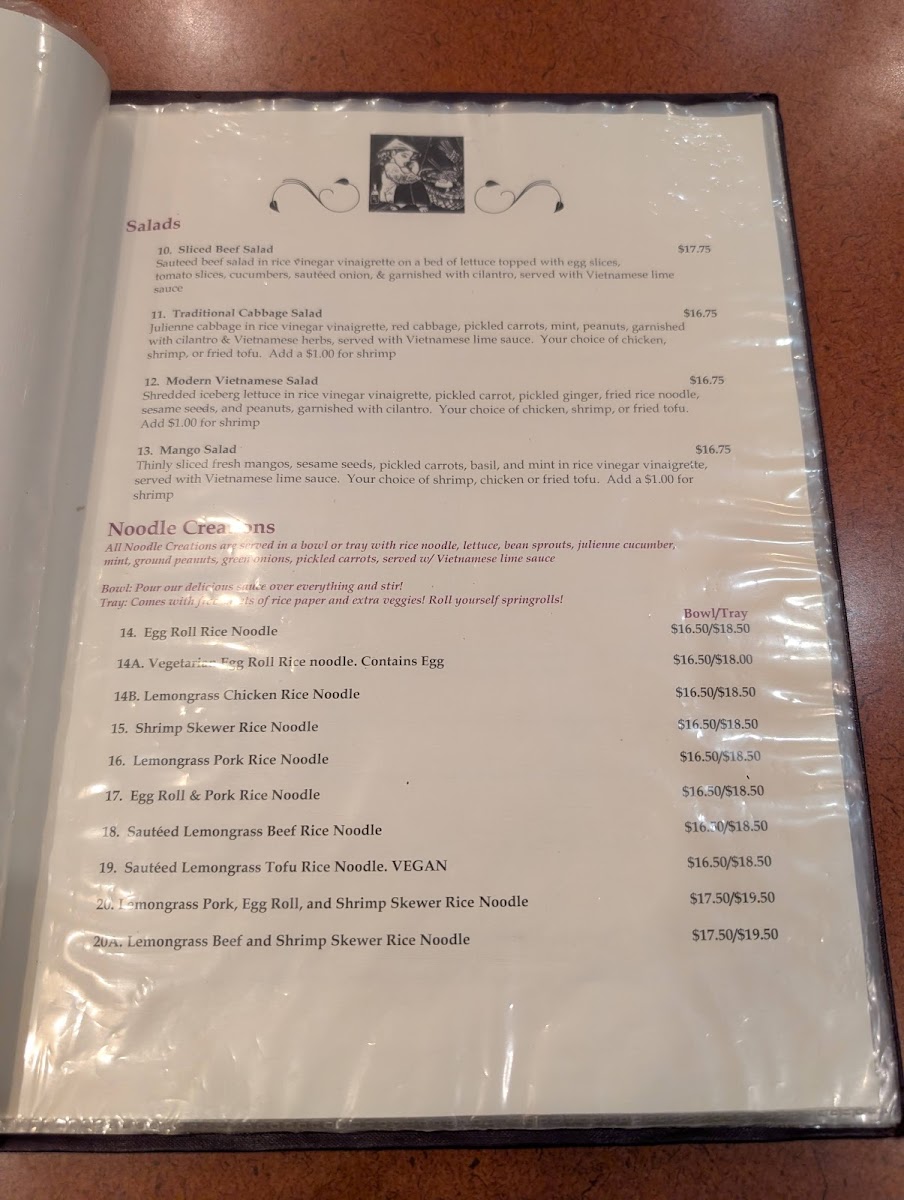 Salads
10. Sliced Beef Salad $17.75
Sauteed beef salad in rice vinegar vinaigrette on a bed of lettuce topped with egg slices,
tomato slices, cucumbers, sautéed onion, & garnished with cilantro, served with Vietnamese lime
sauce
11. Traditional Cabbage Salad $16.75
Julienne cabbage in rice vinegar vinaigrette, red cabbage, pickled carrots, mint, peanuts, garnished
with cilantro & Vietnamese herbs, served with Vietnamese lime sauce. Your choice of chicken,
shrimp, or fried tofu. Add a $1.00 for shrimp
12. Modern Vietnamese Salad $16.75
Shredded iceberg lettuce in rice vinegar vinaigrette, pickled carrot, pickled ginger, fried rice noodle,
sesame seeds, and peanuts, garnished with cilantro. Your choice of chicken, shrimp, or fried tofu.
Add $1.00 for shrimp
13. Mango Salad $16.75
Thinly sliced fresh mangos, sesame seeds, pickled carrots, basil, and mint in rice vinegar vinaigrette,
served with Vietnamese lime sauce. Your choice of shrimp, chicken or fried tofu. Add a $1.00 for
shrimp
Noodle Creations
All Noodle Creations are served in a bowl or tray with rice noodle, lettuce, bean sprouts, julienne cucumber,
mint, ground peanuts, green onions, pickled carrots, served w/ Vietnamese lime sauce
Bowl: Pour our delicious sauce over everything and stir!
Tray: Comes with of rice paper and extra veggies! Roll yourself springrolls!
Bowl/Tray
14. Egg Roll Rice Noodle $16.50/$18.50
14A. Vegetarian Egg Roll Rice noodle. Contains Egg $16.50/$18.00
14B. Lemongrass Chicken Rice Noodle $16.50/$18.50
15. Shrimp Skewer Rice Noodle $16.50/$18.50
16. Lemongrass Pork Rice Noodle $16.50/$18.50
17. Egg Roll & Pork Rice Noodle $16.50/$18.50
18. Sautéed Lemongrass Beef Rice Noodle $16.50/$18.50
19. Sautéed Lemongrass Tofu Rice Noodle. VEGAN $16.50/$18.50
20. Lemongrass Pork, Egg Roll, and Shrimp Skewer Rice Noodle $17.50/$19.50
20A. Lemongrass Beef and Shrimp Skewer Rice Noodle $17.50/$19.50